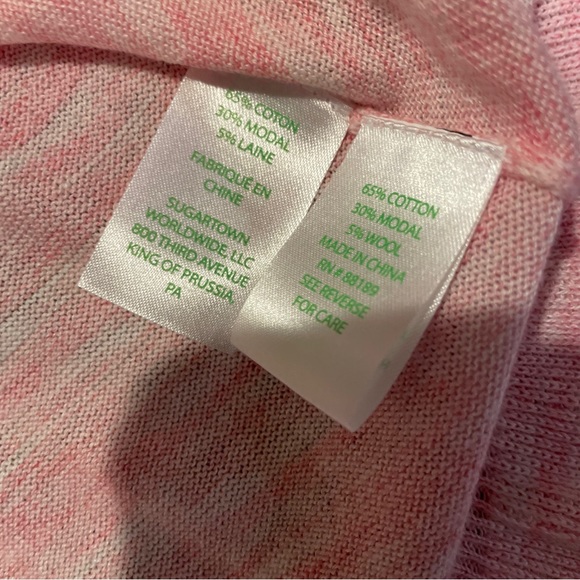 65% COTON
30% MODAL
5% LAINE
FABRIQUE EN
CHINE
SUGARTOWN
WORLDWIDE, LLC
800 THIRD AVENUE
KING OF PRUSSIA
PA
65% COTTON
30% MODAL
5% WOOL
MADE IN CHINA
RN# 88189
SEE REVERSE
FOR CARE